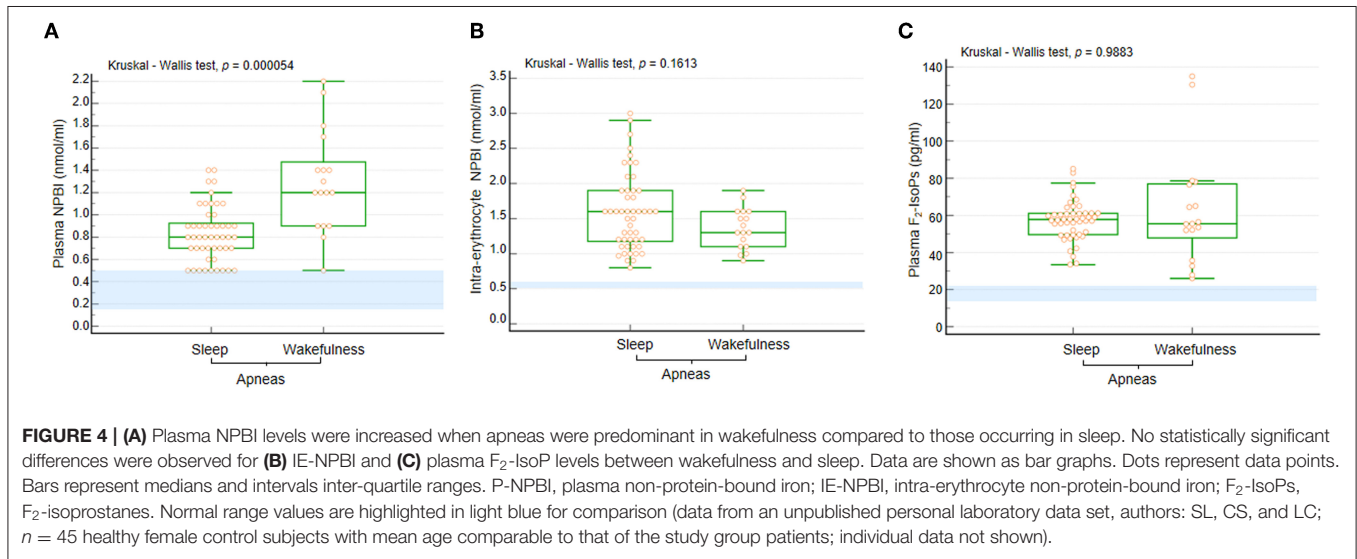 A
Kruskal - Wallis test, p = 0.000054
Plasma NPBI (nmol/ml)
2.2
2.0
1.8
1.6
1.4
1.2
1.0
0.8
0.6
0.4
0.2
0.0
Sleep Wakefulness
Apneas
B
Kruskal - Wallis test, p = 0.1613
Intra-erythrocyte NPBI (nmol/ml)
3.5
3.0
2.5
2.0
1.5
1.0
0.5
0.0
Sleep Wakefulness
Apneas
C
Kruskal - Wallis test, p = 0.9883
Plasma F₂-IsoPs (pg/ml)
140
120
100
80
60
40
20
0
Sleep Wakefulness
Apneas
FIGURE 4 | (A) Plasma NPBI levels were increased when apneas were predominant in wakefulness compared to those occurring in sleep. No statistically significant
differences were observed for (B) IE-NPBI and (C) plasma F₂-IsoP levels between wakefulness and sleep. Data are shown as bar graphs. Dots represent data points.
Bars represent medians and intervals inter-quartile ranges. P-NPBI, plasma non-protein-bound iron; IE-NPBI, intra-erythrocyte non-protein-bound iron; F₂-IsoPs,
F₂-isoprostanes. Normal range values are highlighted in light blue for comparison (data from an unpublished personal laboratory data set, authors: SL, CS, and LC;
n = 45 healthy female control subjects with mean age comparable to that of the study group patients; individual data not shown).